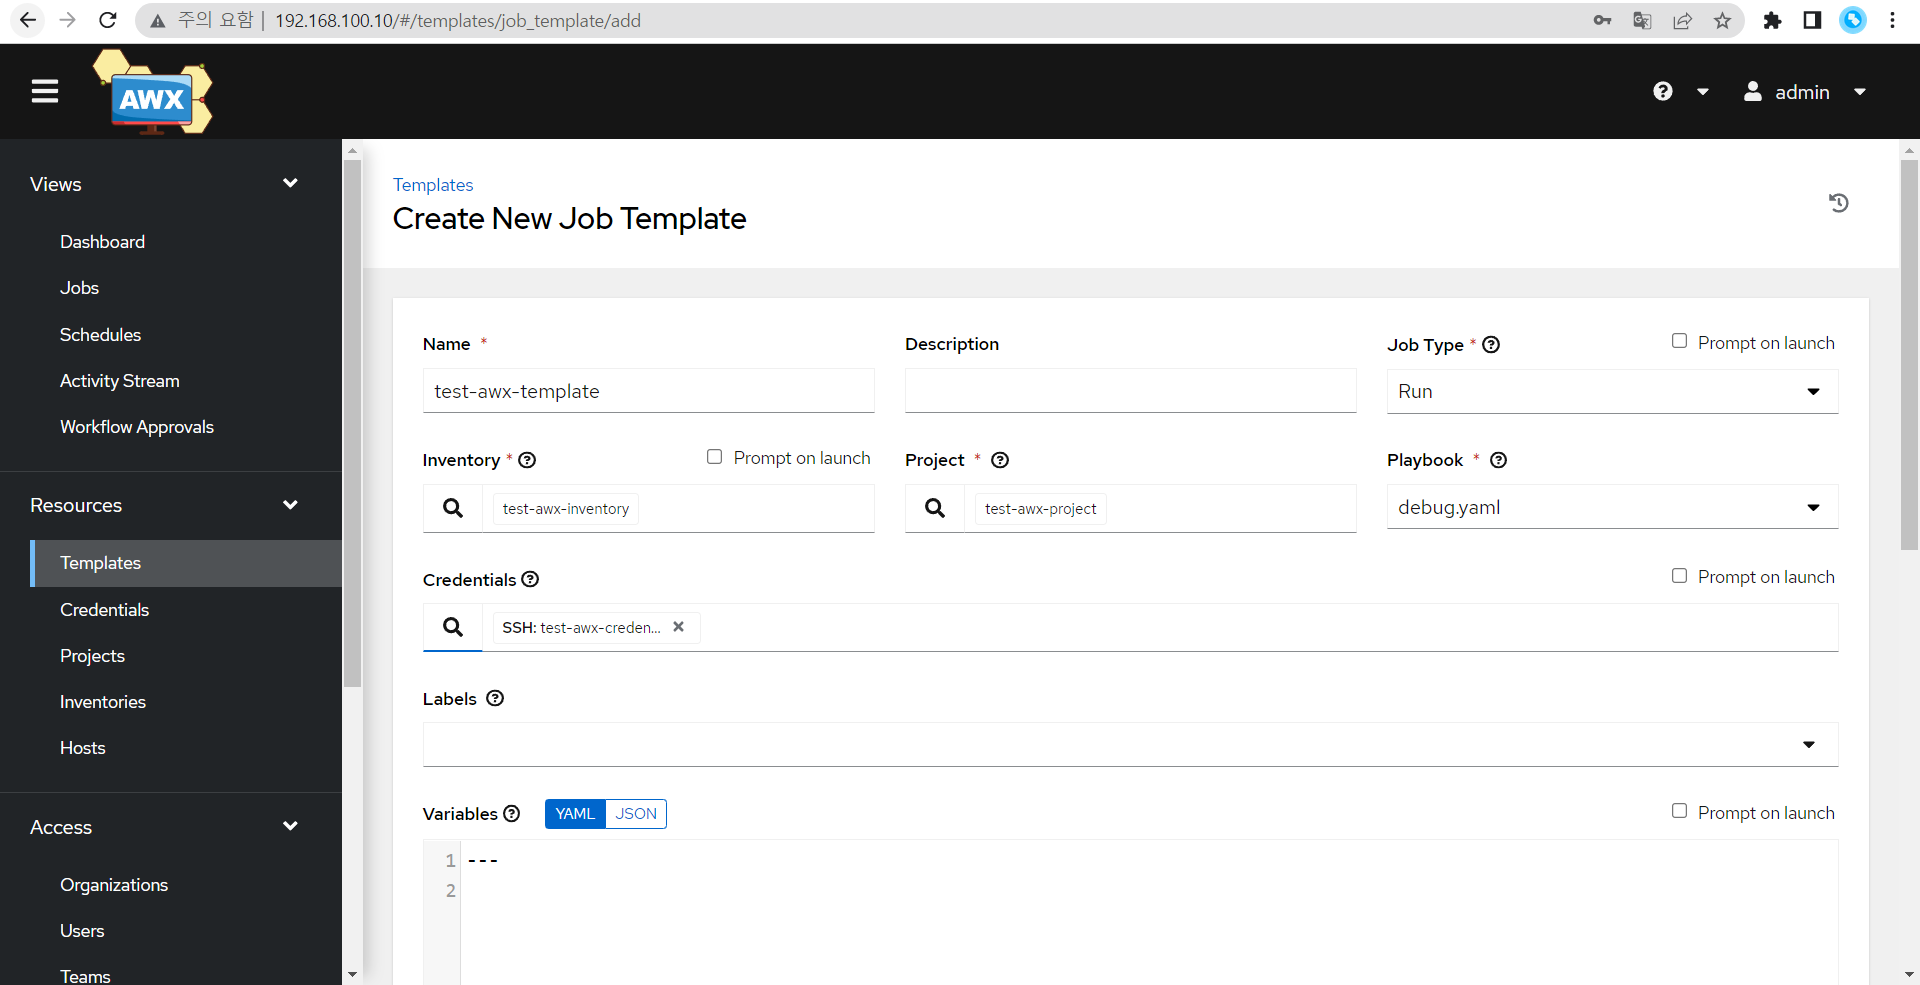 주의 요함 | 192.168.100.10/#/templates/job_template/add
AWX
admin
Views
Dashboard
Jobs
Schedules
Activity Stream
Workflow Approvals
Resources
Templates
Credentials
Projects
Inventories
Hosts
Access
Organizations
Users
Teams
Templates
Create New Job Template
Name *
Description
Job Type * Prompt on launch
test-awx-template
Run
Inventory * Prompt on launch
Project *
Playbook *
test-awx-inventory
test-awx-project
debug.yaml
Credentials Prompt on launch
SSH: test-awx-creden...
Labels
Variables YAML JSON Prompt on launch
1 ---
2